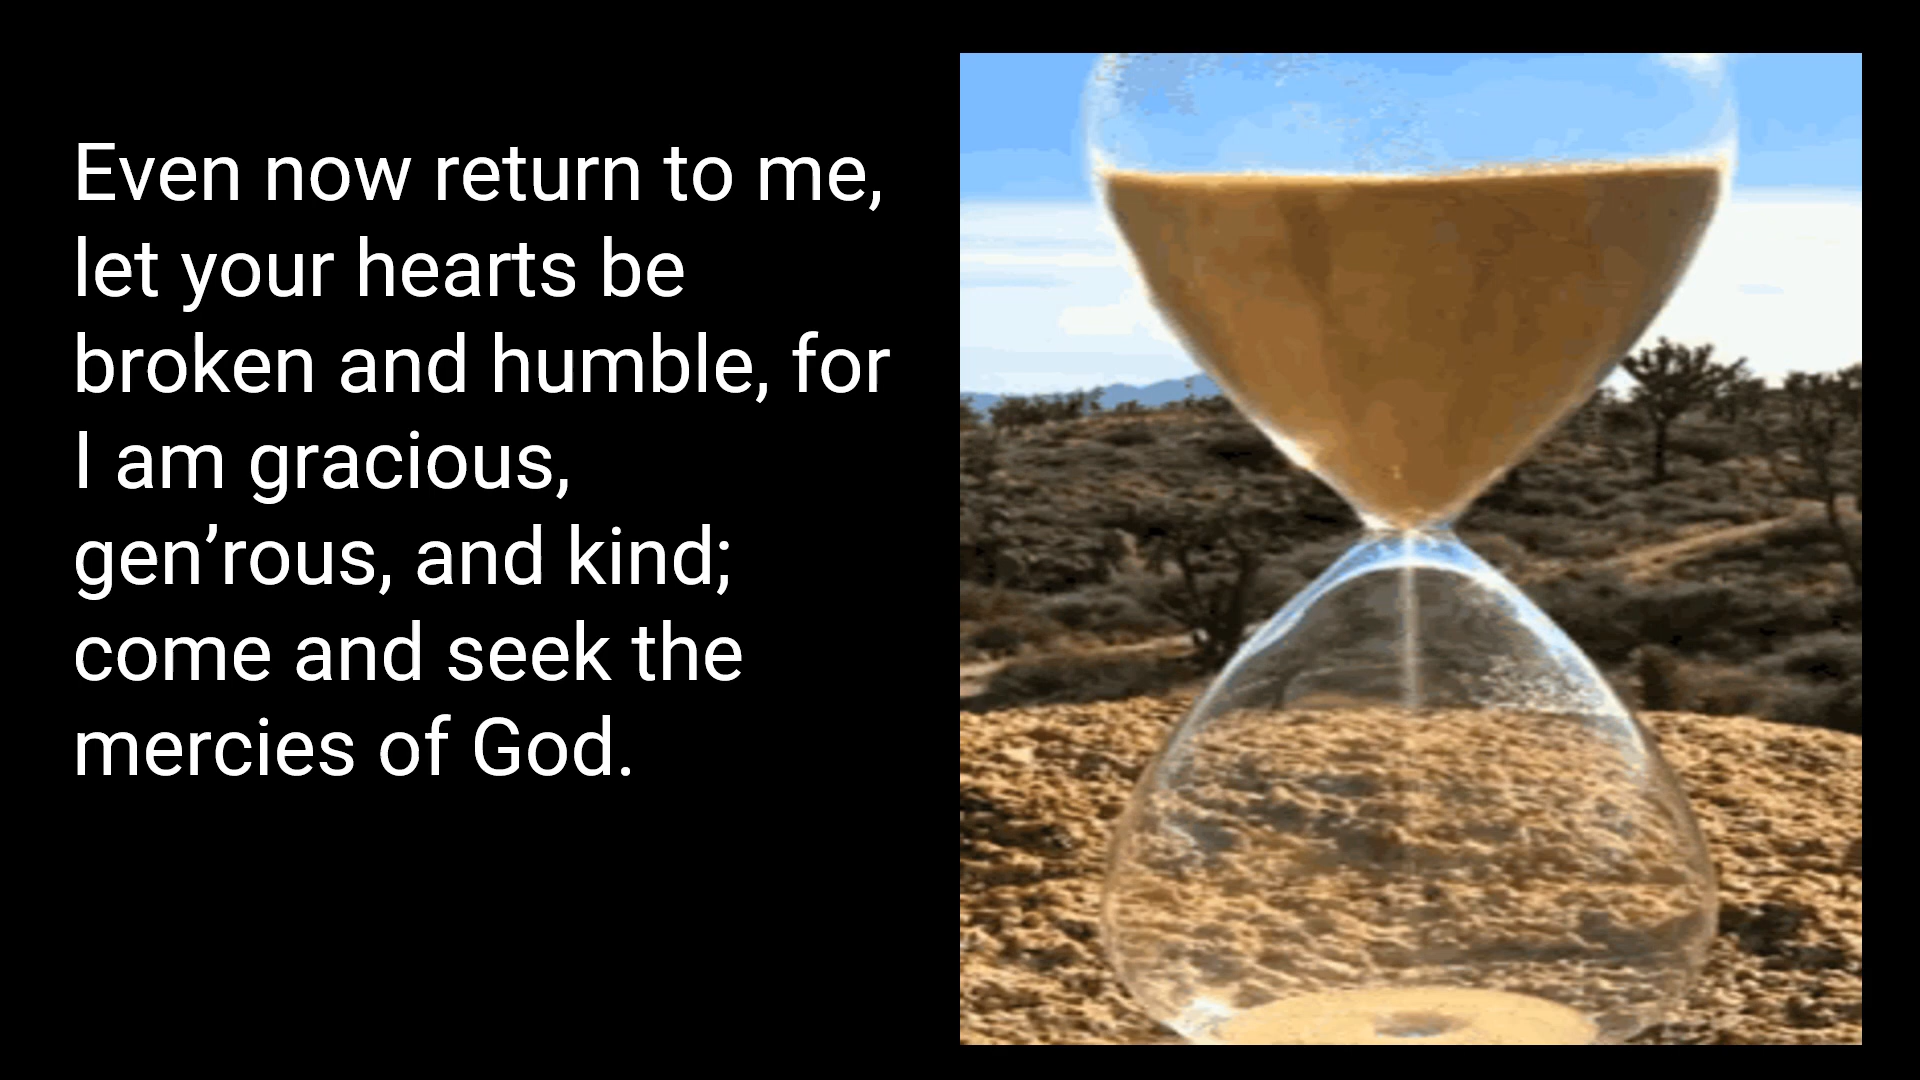 Even now return to me,
let your hearts be
broken and humble, for
I am gracious,
gen’rous, and kind;
come and seek the
mercies of God.